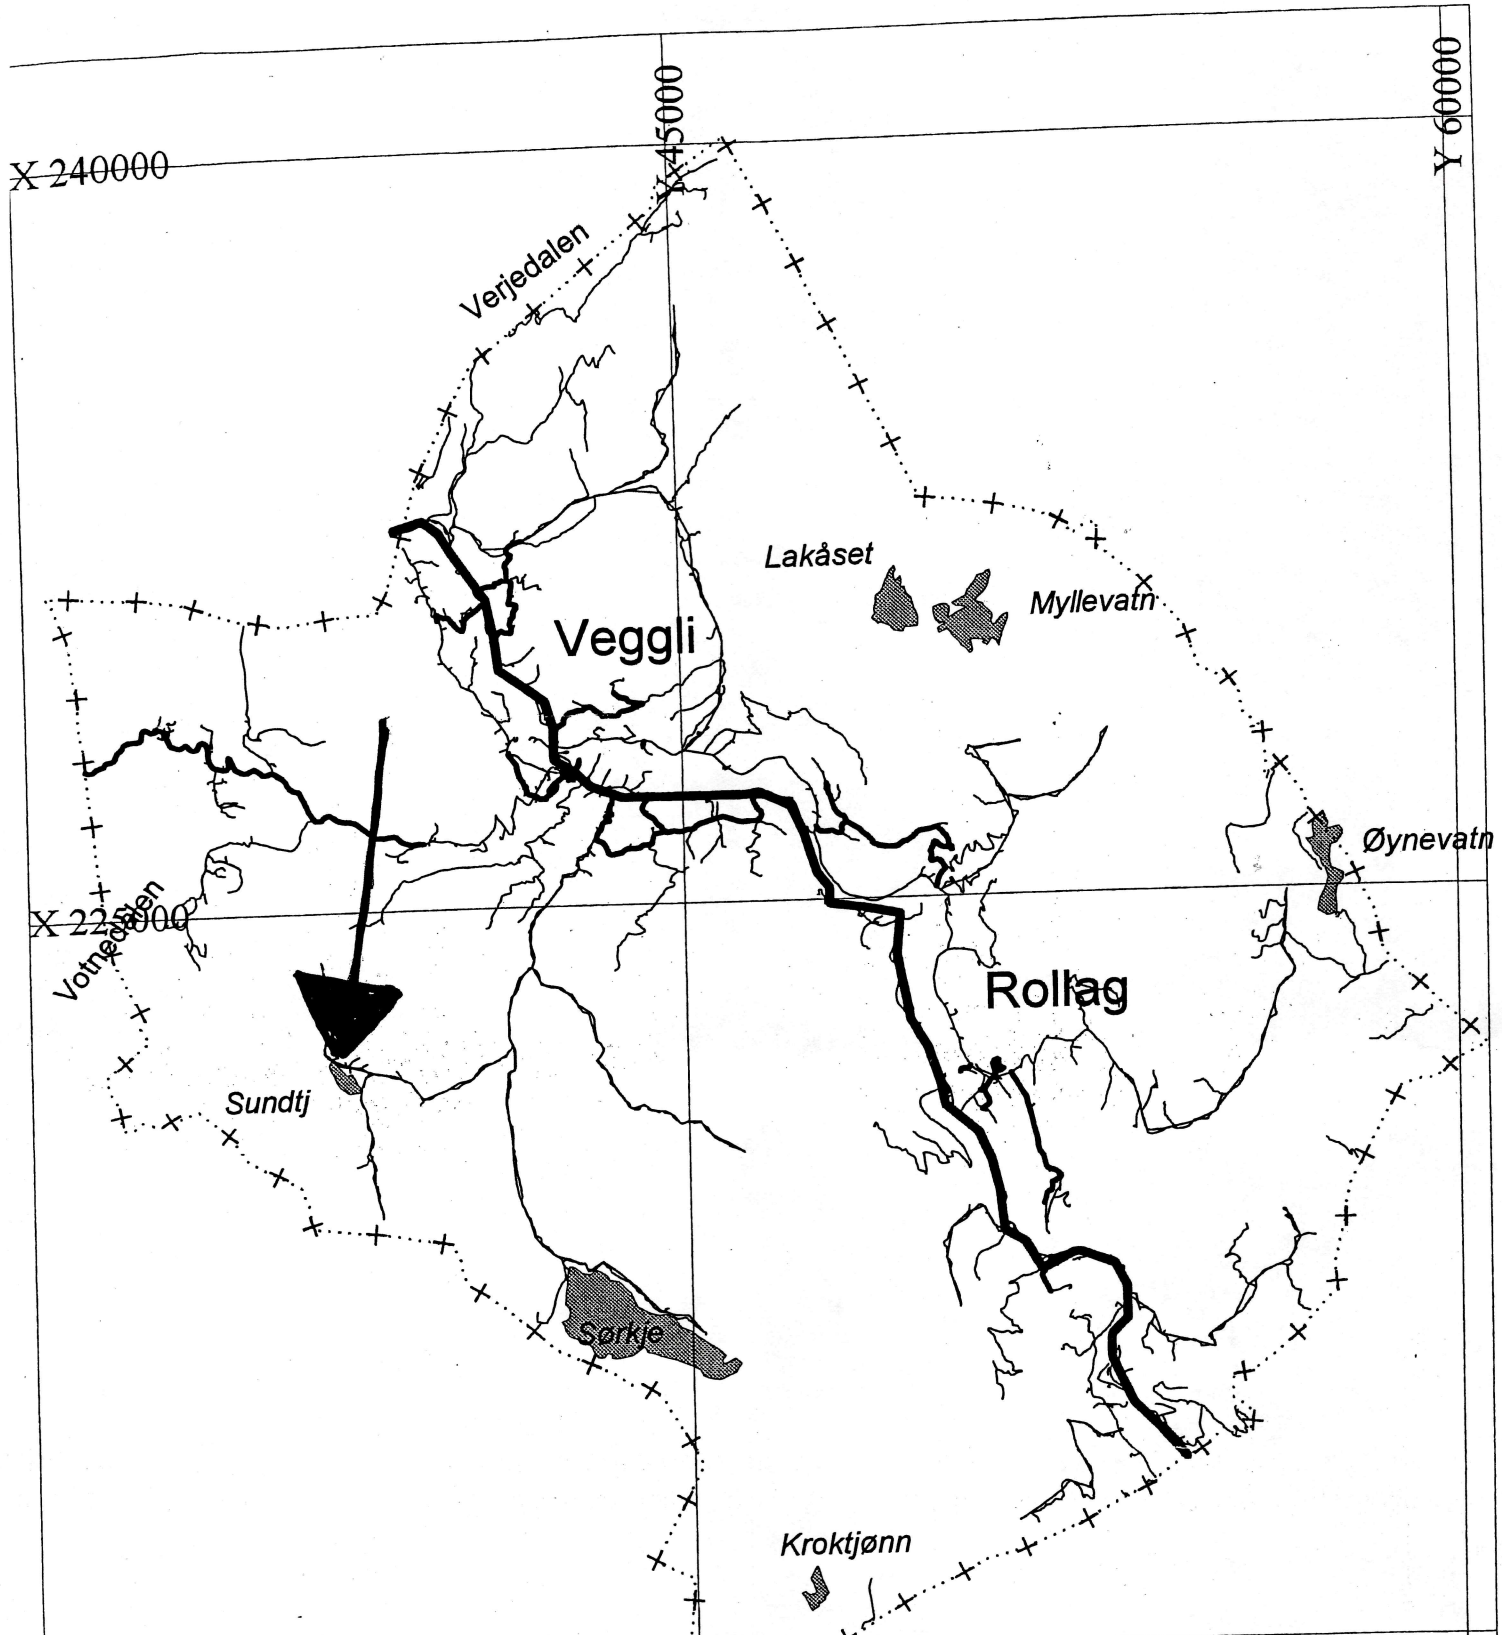 Y 45000
Y 60000
X 240000
Verjedalen
Lakåset
Myllevatn
Veggli
Øynevatn
X 225000
Votnedalen
Rollag
Sundtj
Sørkje
Kroktjønn